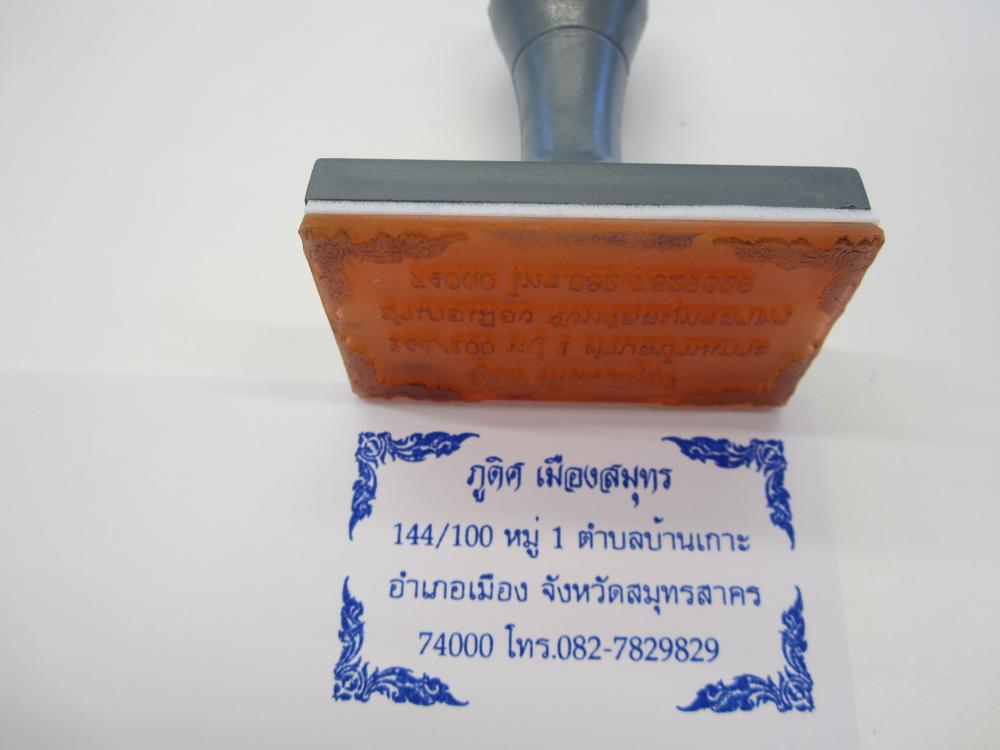 ภูดิศ เมืองสมุทร
144/100 หมู่ 1 ตำบลบ้านเกาะ
อำเภอเมือง จังหวัดสมุทรสาคร
74000 โทร.082-7829829